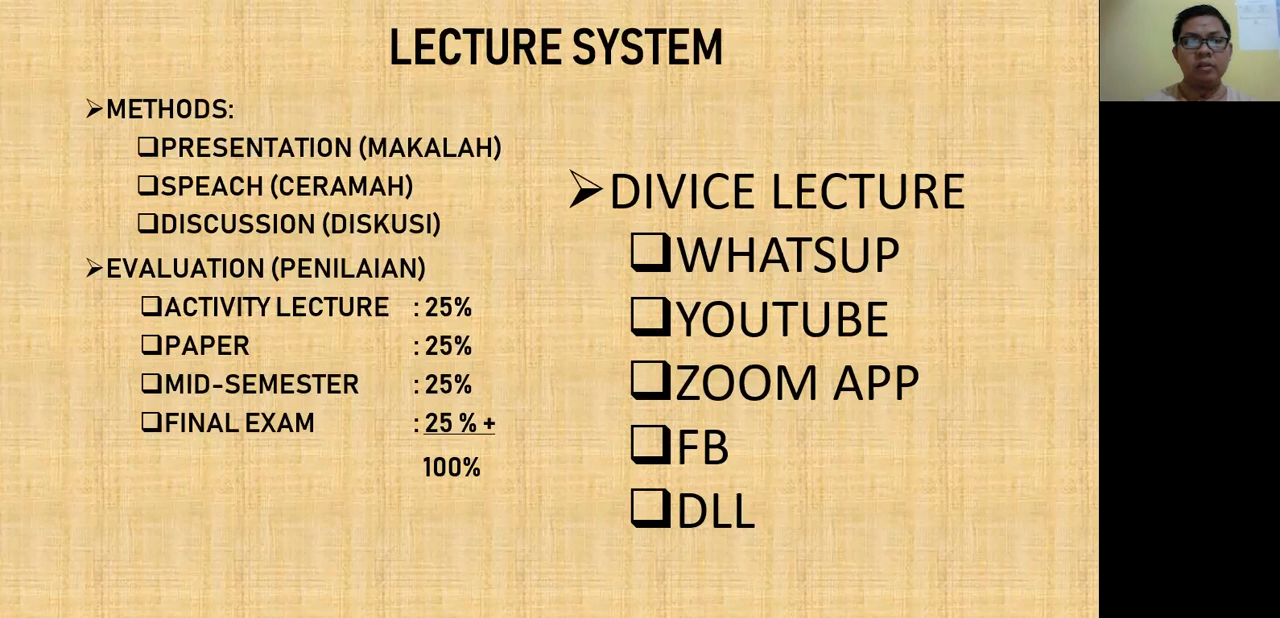 LECTURE SYSTEM
➢METHODS:
❑PRESENTATION (MAKALAH)
❑SPEACH (CERAMAH)
❑DISCUSSION (DISKUSI)
➢EVALUATION (PENILAIAN)
❑ACTIVITY LECTURE : 25%
❑PAPER : 25%
❑MID-SEMESTER : 25%
❑FINAL EXAM : 25 % +
100%
➢DIVICE LECTURE
❑WHATSUP
❑YOUTUBE
❑ZOOM APP
❑FB
❑DLL